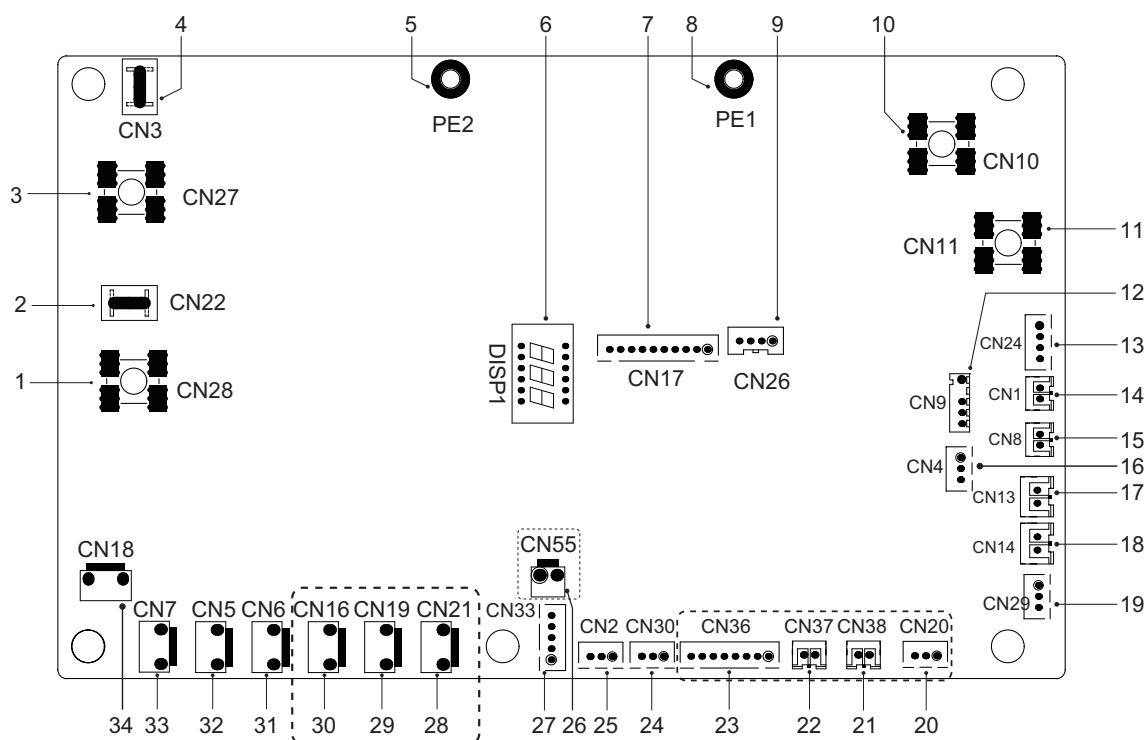 4 5 6 7 8 9 10
CN3
PE2
PE1
CN10
3
CN27
CN11
11
2
CN22
12
DISP1
CN17
CN26
CN24
13
1
CN28
CN9
CN1
14
CN8
15
CN4
16
CN13
17
CN18
CN55
CN14
18
CN7 CN5 CN6 CN16 CN19 CN21 CN33 CN2 CN30 CN36 CN37 CN38 CN20
CN29
19
34 33 32 31 30 29 28 27 26 25 24 23 22 21 20